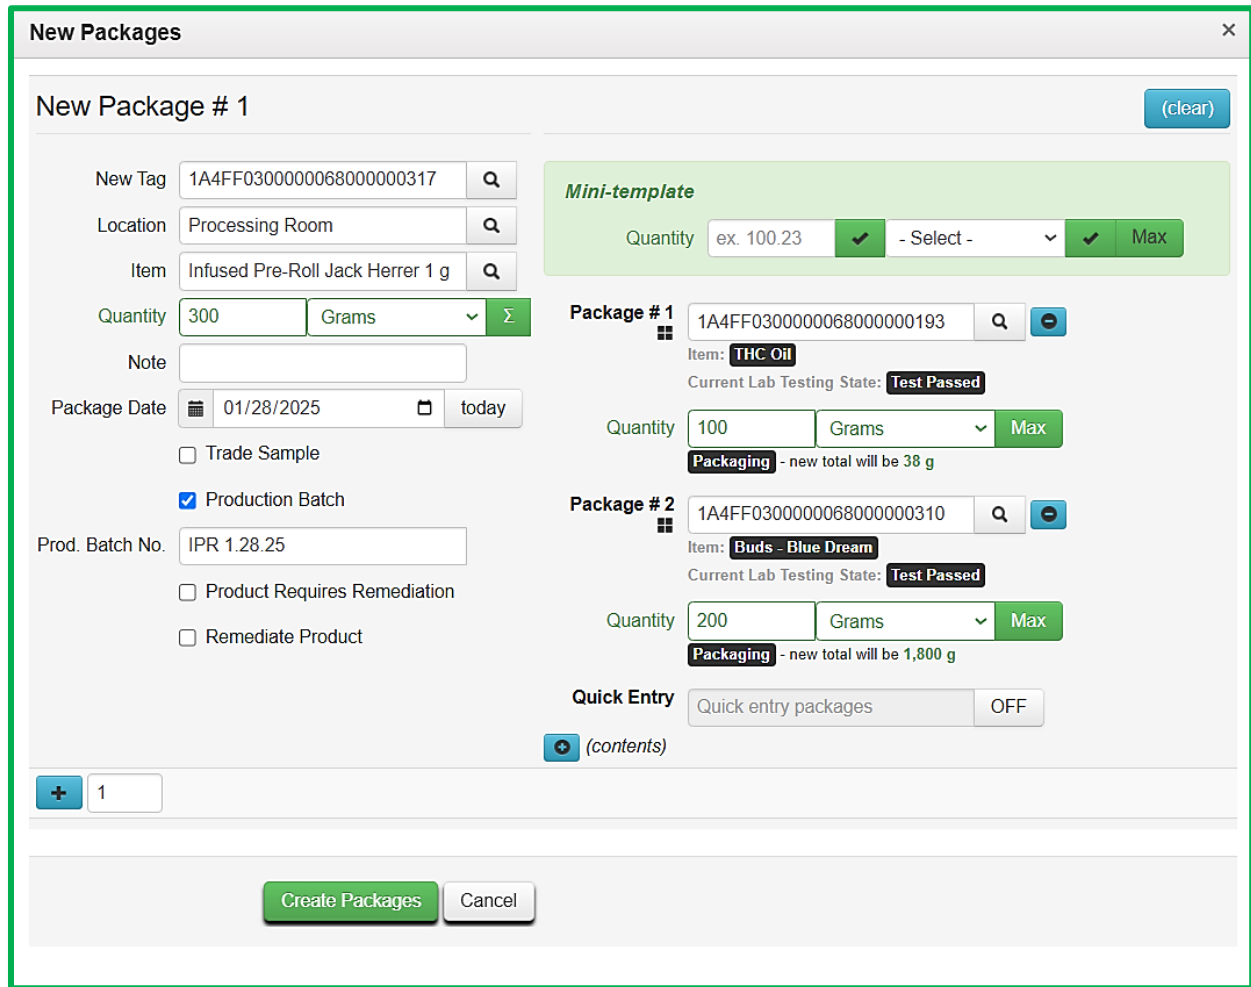 New Packages
×
New Package # 1
(clear)
New Tag 1A4FF0300000068000000317
Location Processing Room
Item Infused Pre-Roll Jack Herrer 1 g
Quantity 300 Grams Σ
Note
Package Date 01/28/2025 today
Trade Sample
Production Batch
Prod. Batch No. IPR 1.28.25
Product Requires Remediation
Remediate Product
Mini-template
Quantity ex. 100.23 - Select - Max
Package # 1 1A4FF0300000068000000193
Item: THC Oil
Current Lab Testing State: Test Passed
Quantity 100 Grams Max
Packaging - new total will be 38 g
Package # 2 1A4FF0300000068000000310
Item: Buds - Blue Dream
Current Lab Testing State: Test Passed
Quantity 200 Grams Max
Packaging - new total will be 1,800 g
Quick Entry Quick entry packages OFF
(contents)
1
Create Packages Cancel